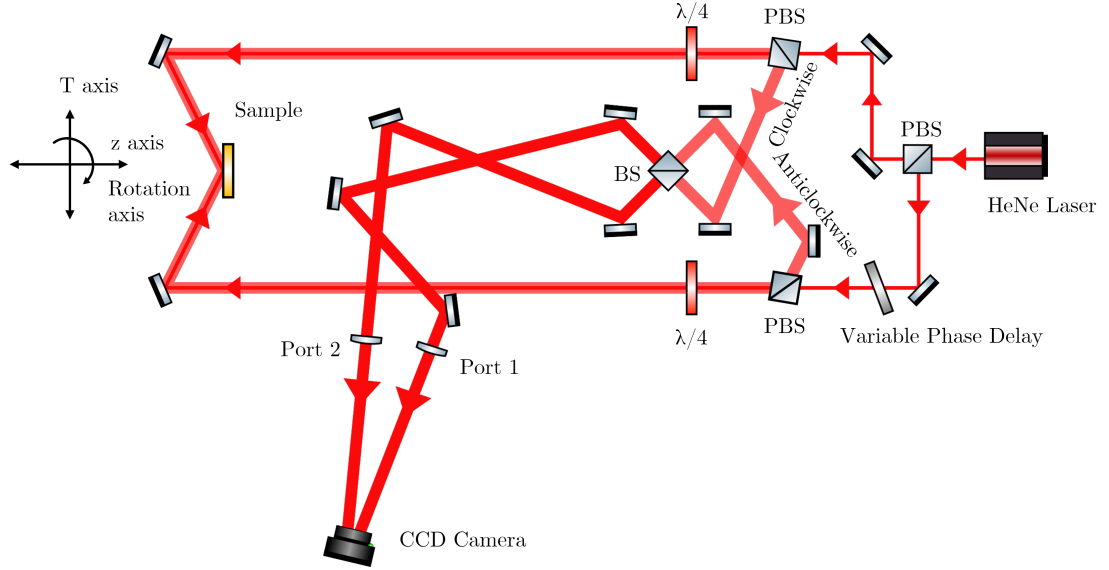 λ/4
PBS
T axis
Sample
Clockwise
PBS
z axis
BS
Rotation
axis
Anticlockwise
HeNe Laser
PBS
λ/4
Variable Phase Delay
Port 2
Port 1
CCD Camera